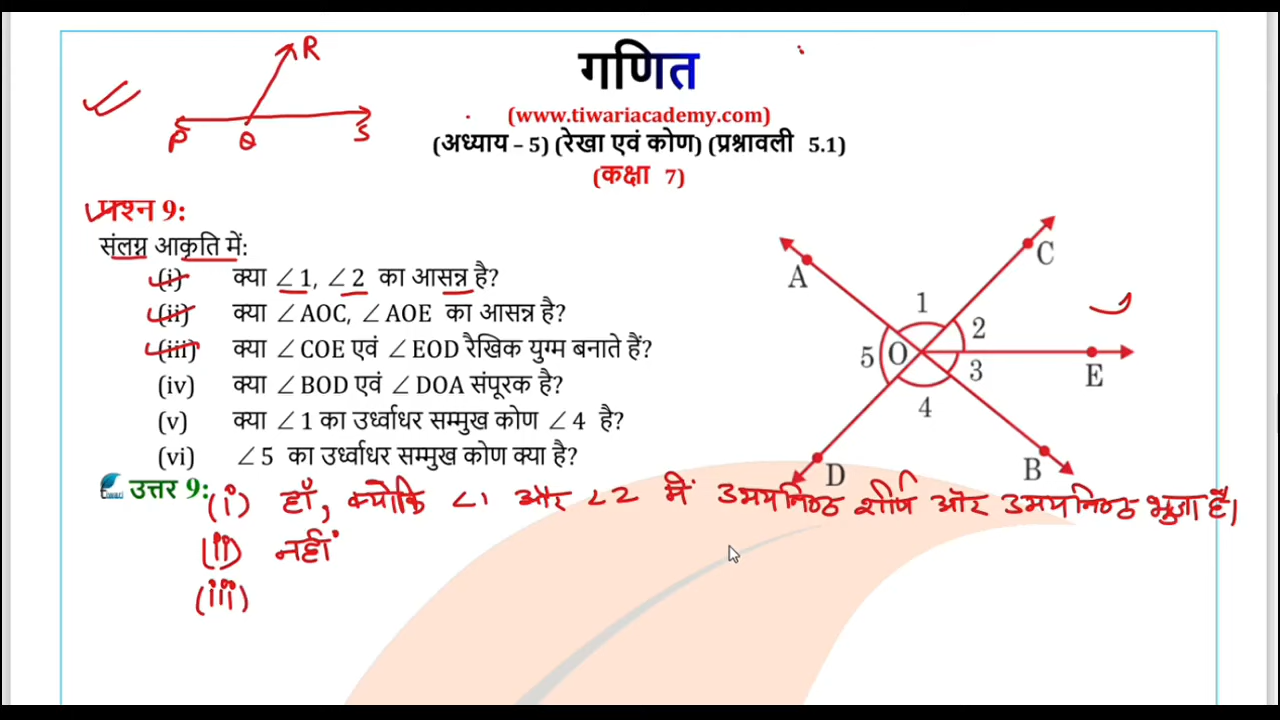 R
P Q S
गणित
(www.tiwariacademy.com)
(अध्याय – 5) (रेखा एवं कोण) (प्रश्नावली 5.1)
(कक्षा 7)
प्रश्न 9:
संलग्न आकृति में:
(i) क्या ∠1, ∠2 का आसन्न है?
(ii) क्या ∠AOC, ∠AOE का आसन्न है?
(iii) क्या ∠COE एवं ∠EOD रैखिक युग्म बनाते हैं?
(iv) क्या ∠BOD एवं ∠DOA संपूरक है?
(v) क्या ∠1 का उर्ध्वाधर सम्मुख कोण ∠4 है?
(vi) ∠5 का उर्ध्वाधर सम्मुख कोण क्या है?
A C
1 2
5 O 3 E
4
D B
उत्तर 9:
(i) हाँ, क्योकि ∠1 और ∠2 में उभयनिष्ठ शीर्ष और उभयनिष्ठ भुजा है।
(ii) नहीं
(iii)